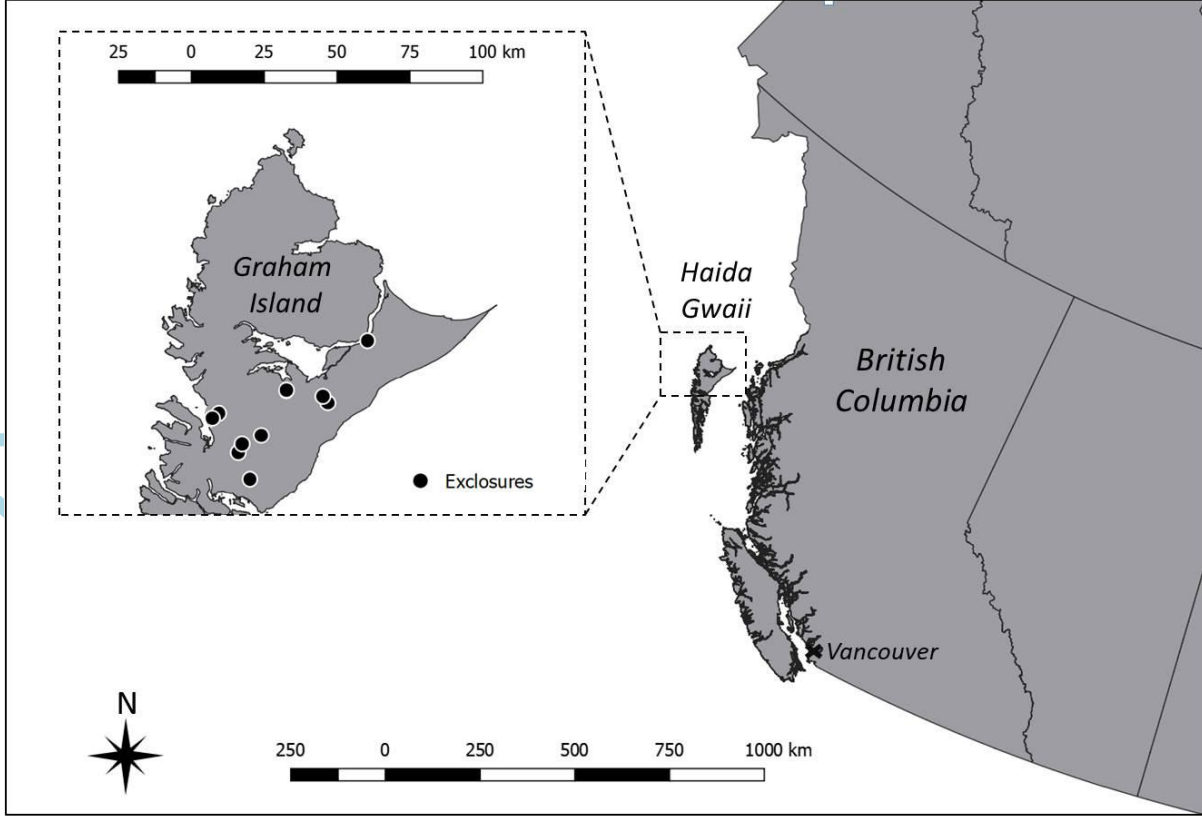 25 0 25 50 75 100 km
Graham
Island
Exclosures
Haida
Gwaii
British
Columbia
Vancouver
N
250 0 250 500 750 1000 km